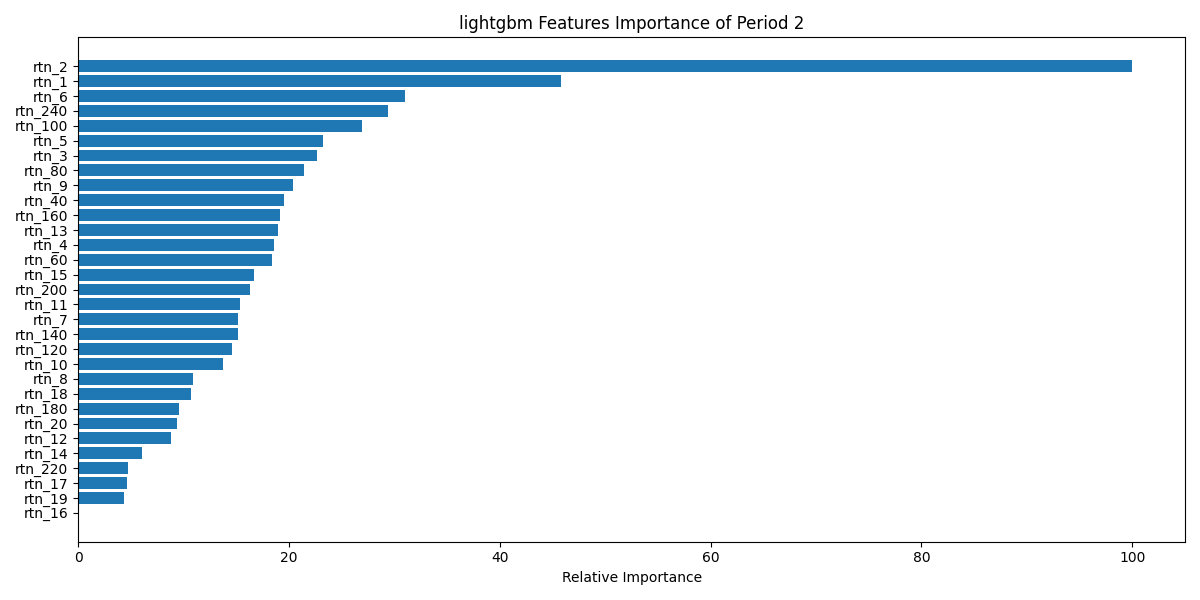 lightgbm Features Importance of Period 2
rtn_2
rtn_1
rtn_6
rtn_240
rtn_100
rtn_5
rtn_3
rtn_80
rtn_9
rtn_40
rtn_160
rtn_13
rtn_4
rtn_60
rtn_15
rtn_200
rtn_11
rtn_7
rtn_140
rtn_120
rtn_10
rtn_8
rtn_18
rtn_180
rtn_20
rtn_12
rtn_14
rtn_220
rtn_17
rtn_19
rtn_16
0 20 40 60 80 100
Relative Importance